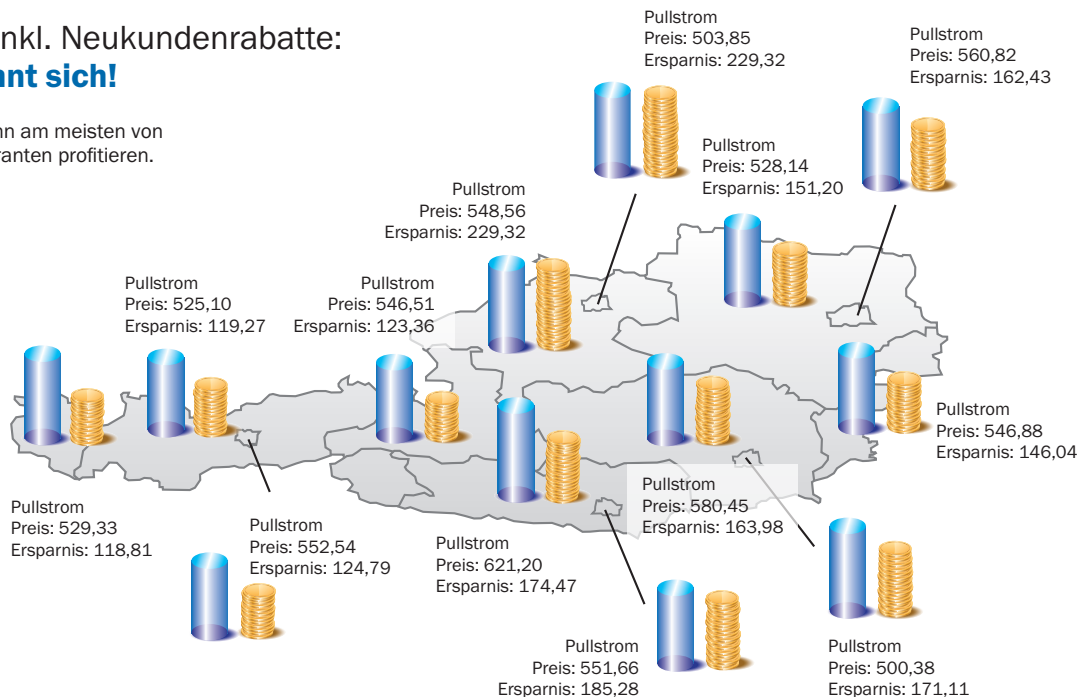 nkl. Neukundenrabatte:
nnt sich!
nn am meisten von
ranten profitieren.
Pullstrom
Preis: 503,85
Ersparnis: 229,32
Pullstrom
Preis: 560,82
Ersparnis: 162,43
Pullstrom
Preis: 528,14
Ersparnis: 151,20
Pullstrom
Preis: 548,56
Ersparnis: 229,32
Pullstrom
Preis: 525,10
Ersparnis: 119,27
Pullstrom
Preis: 546,51
Ersparnis: 123,36
Pullstrom
Preis: 546,88
Ersparnis: 146,04
Pullstrom
Preis: 529,33
Ersparnis: 118,81
Pullstrom
Preis: 552,54
Ersparnis: 124,79
Pullstrom
Preis: 621,20
Ersparnis: 174,47
Pullstrom
Preis: 580,45
Ersparnis: 163,98
Pullstrom
Preis: 551,66
Ersparnis: 185,28
Pullstrom
Preis: 500,38
Ersparnis: 171,11